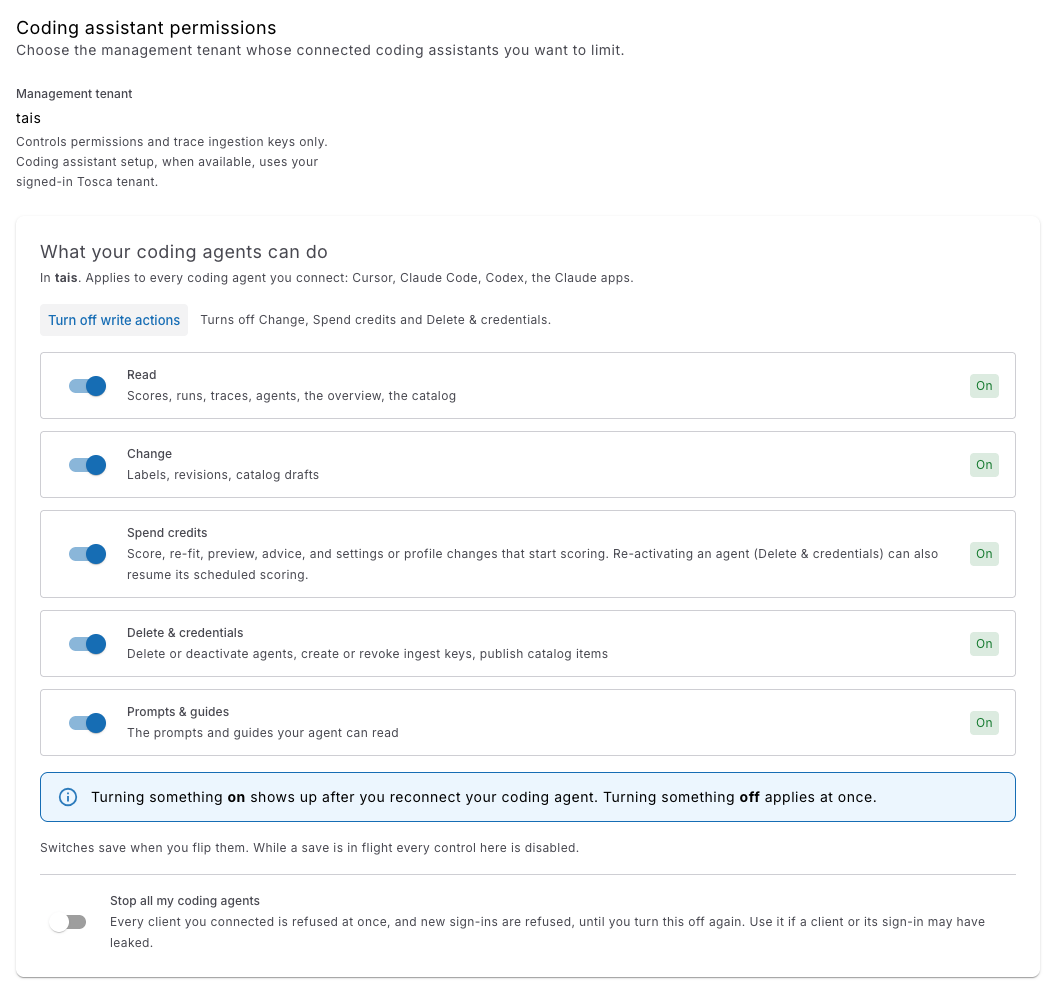 Coding assistant permissions
Choose the management tenant whose connected coding assistants you want to limit.
Management tenant
tais
Controls permissions and trace ingestion keys only.
Coding assistant setup, when available, uses your
signed-in Tosca tenant.
What your coding agents can do
In tais. Applies to every coding agent you connect: Cursor, Claude Code, Codex, the Claude apps.
Turn off write actions Turns off Change, Spend credits and Delete & credentials.
Read
Scores, runs, traces, agents, the overview, the catalog
On
Change
Labels, revisions, catalog drafts
On
Spend credits
Score, re-fit, preview, advice, and settings or profile changes that start scoring. Re-activating an agent (Delete & credentials) can also
resume its scheduled scoring.
On
Delete & credentials
Delete or deactivate agents, create or revoke ingest keys, publish catalog items
On
Prompts & guides
The prompts and guides your agent can read
On
Turning something on shows up after you reconnect your coding agent. Turning something off applies at once.
Switches save when you flip them. While a save is in flight every control here is disabled.
Stop all my coding agents
Every client you connected is refused at once, and new sign-ins are refused, until you turn this off again. Use it if a client or its sign-in may have
leaked.